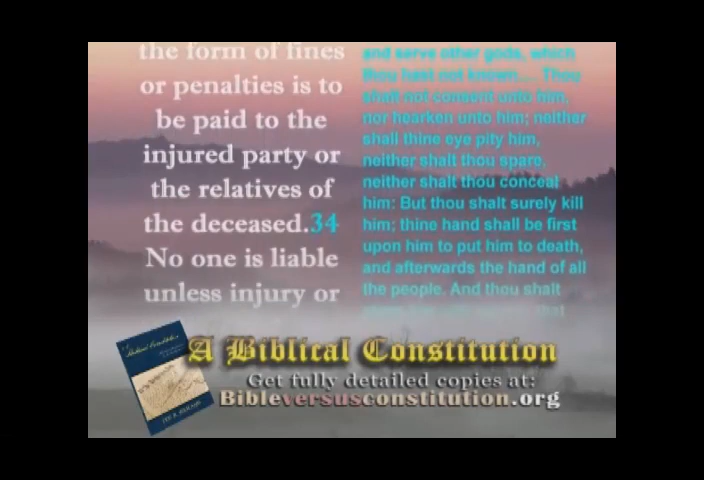 the form of fines
or penalties is to
be paid to the
injured party or
the relatives of
the deceased.34
No one is liable
unless injury or
and serve other gods, which
thou hast not known.... Thou
shalt not consent unto him,
nor hearken unto him; neither
shall thine eye pity him,
neither shalt thou spare,
neither shalt thou conceal
him: But thou shalt surely kill
him; thine hand shall be first
upon him to put him to death,
and afterwards the hand of all
the people. And thou shalt
A Biblical Constitution
Get fully detailed copies at:
Bibleversusconstitution.org